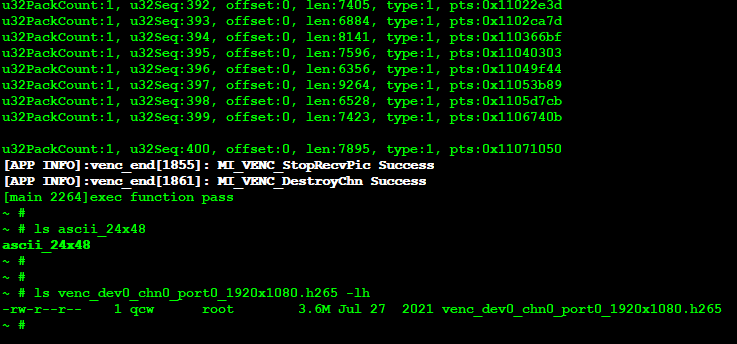 u32PackCount:1, u32Seq:392, offset:0, len:7405, type:1, pts:0x11022e3d
u32PackCount:1, u32Seq:393, offset:0, len:6884, type:1, pts:0x1102ca7d
u32PackCount:1, u32Seq:394, offset:0, len:8141, type:1, pts:0x110366bf
u32PackCount:1, u32Seq:395, offset:0, len:7596, type:1, pts:0x11040303
u32PackCount:1, u32Seq:396, offset:0, len:6356, type:1, pts:0x11049f44
u32PackCount:1, u32Seq:397, offset:0, len:9264, type:1, pts:0x11053b89
u32PackCount:1, u32Seq:398, offset:0, len:6528, type:1, pts:0x1105d7cb
u32PackCount:1, u32Seq:399, offset:0, len:7423, type:1, pts:0x1106740b
u32PackCount:1, u32Seq:400, offset:0, len:7895, type:1, pts:0x11071050
[APP INFO]:venc_end[1855]: MI_VENC_StopRecvPic Success
[APP INFO]:venc_end[1861]: MI_VENC_DestroyChn Success
[main 2264]exec function pass
~ #
~ # ls ascii_24x48
ascii_24x48
~ #
~ #
~ # ls venc_dev0_chn0_port0_1920x1080.h265 -lh
-rw-r--r-- 1 qcw root 3.6M Jul 27 2021 venc_dev0_chn0_port0_1920x1080.h265
~ #